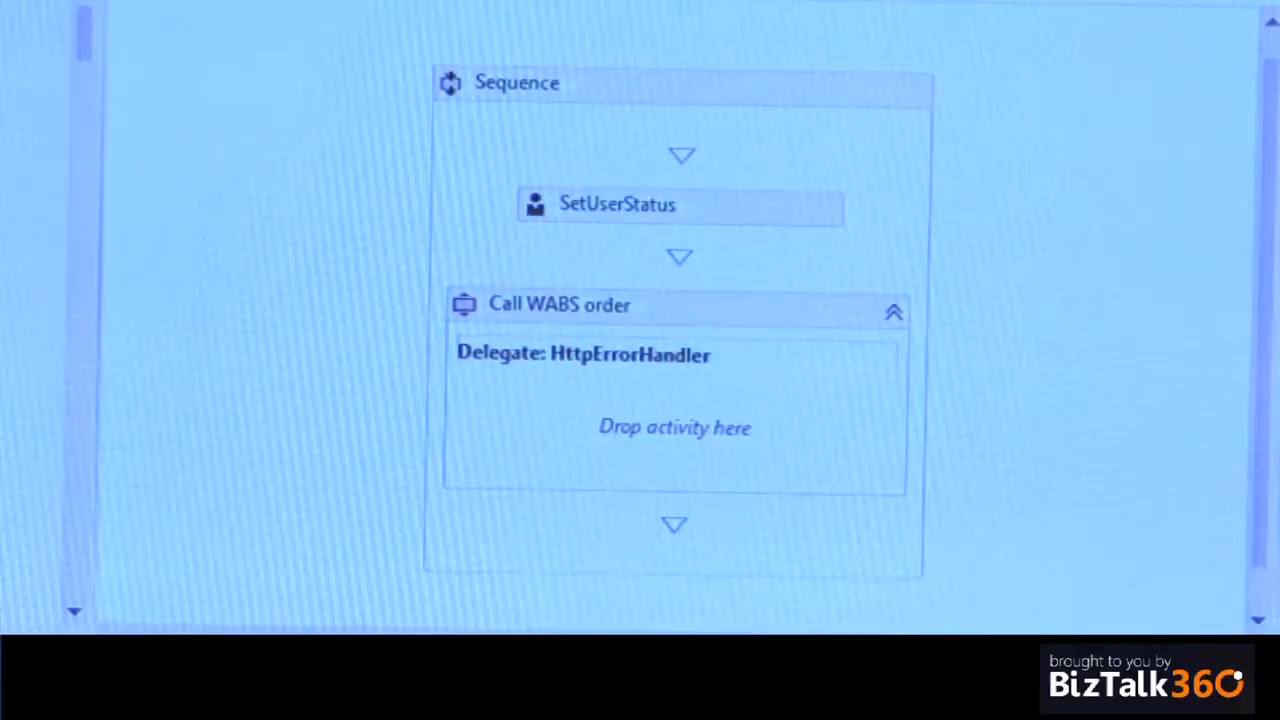 Sequence
SetUserStatus
Call WABS order
Delegate: HttpErrorHandler
Drop activity here
brought to you by
BizTalk360